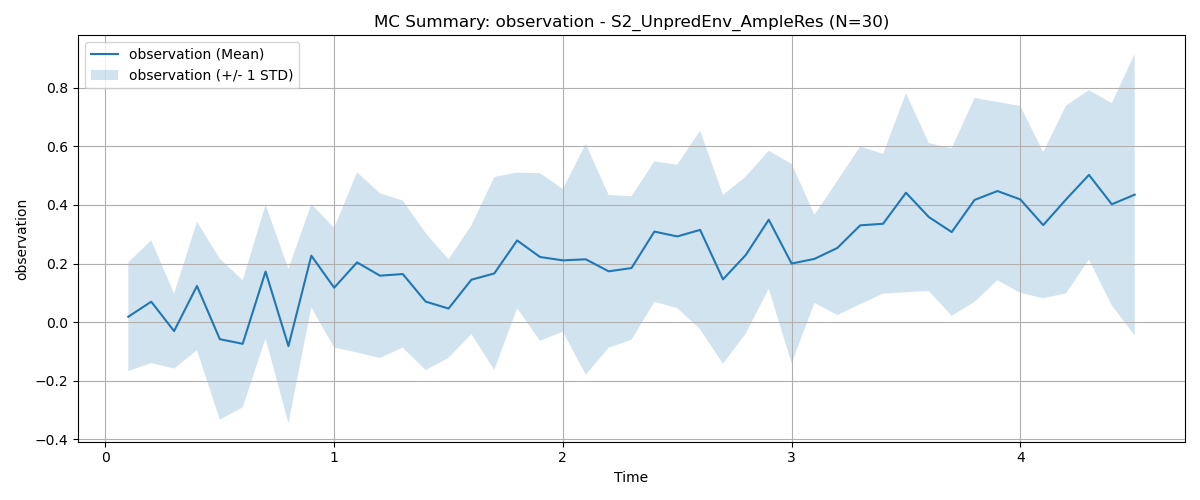 MC Summary: observation - S2_UnpredEnv_AmpleRes (N=30)
observation (Mean)
observation (+/- 1 STD)
observation
0.8
0.6
0.4
0.2
0.0
−0.2
−0.4
0 1 2 3 4
Time